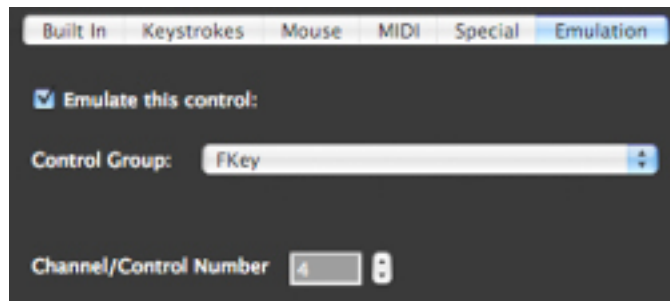 Built In Keystrokes Mouse MIDI Special Emulation
Emulate this control:
Control Group: FKey
Channel/Control Number 4